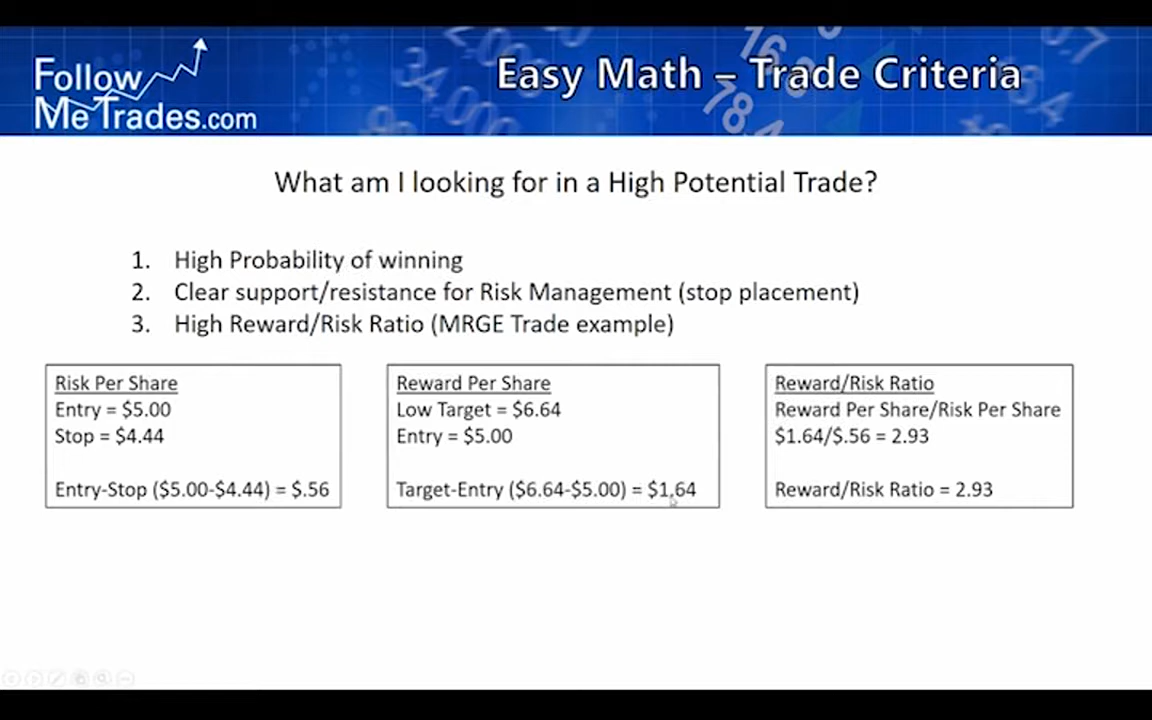 Follow
Me Trades.com
Easy Math – Trade Criteria
What am I looking for in a High Potential Trade?
1. High Probability of winning
2. Clear support/resistance for Risk Management (stop placement)
3. High Reward/Risk Ratio (MRGE Trade example)
Risk Per Share
Entry = $5.00
Stop = $4.44
Entry-Stop ($5.00-$4.44) = $.56
Reward Per Share
Low Target = $6.64
Entry = $5.00
Target-Entry ($6.64-$5.00) = $1.64
Reward/Risk Ratio
Reward Per Share/Risk Per Share
$1.64/$.56 = 2.93
Reward/Risk Ratio = 2.93